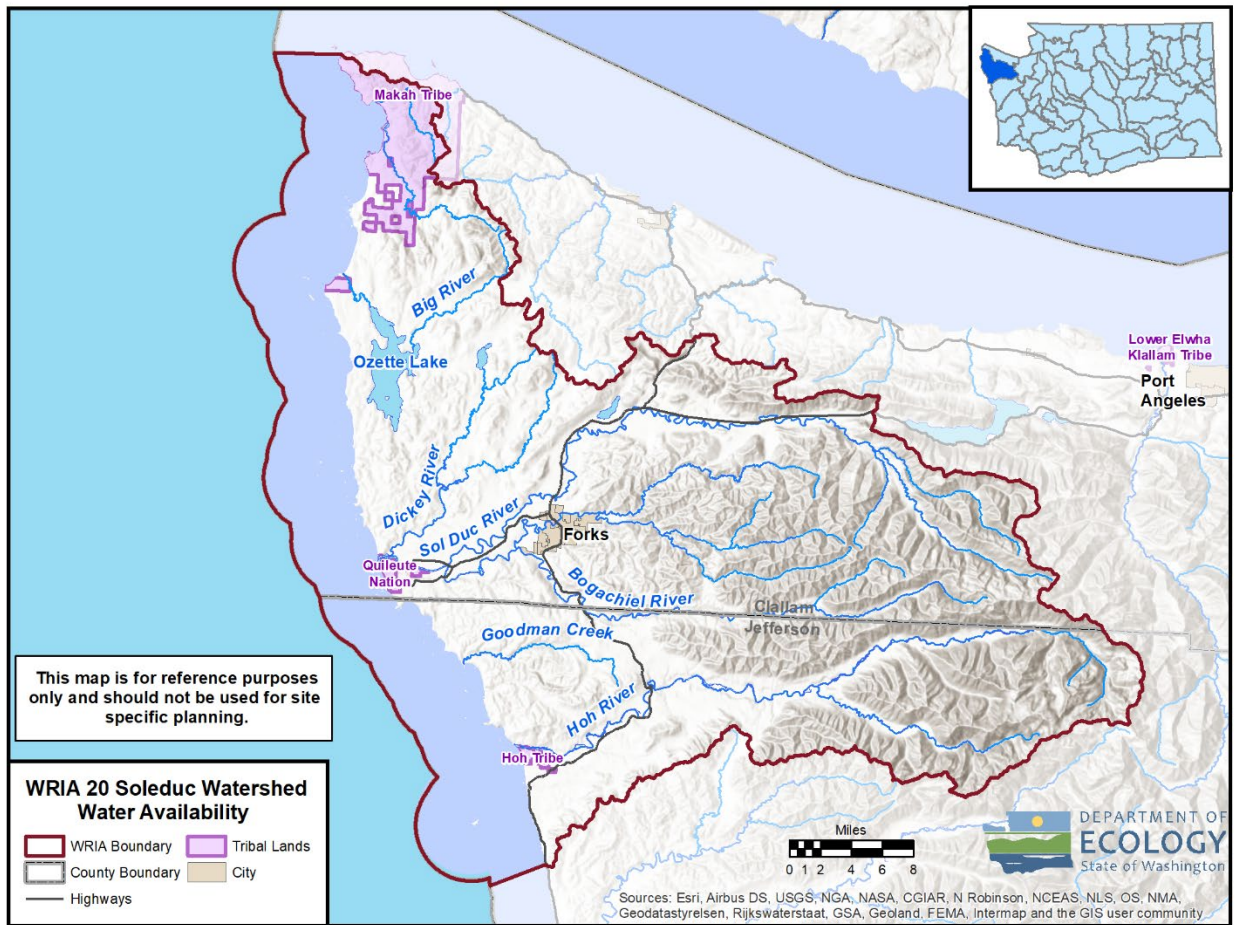 Makah Tribe
Big River
Ozette Lake
Lower Elwha
Klallam Tribe
Port
Angeles
Dickey River
Sol Duc River
Forks
Quileute
Nation
Bogachiel River
Clallam
Jefferson
Goodman Creek
Hoh River
Hoh Tribe
This map is for reference purposes
only and should not be used for site
specific planning.
WRIA 20 Soleduc Watershed
Water Availability
WRIA Boundary
Tribal Lands
County Boundary
City
Highways
Miles
0 1 2 4 6 8
DEPARTMENT OF
ECOLOGY
State of Washington
Sources: Esri, Airbus DS, USGS, NGA, NASA, CGIAR, N Robinson, NCEAS, NLS, OS, NMA,
Geodatastyrelsen, Rijkswaterstaat, GSA, Geoland, FEMA, Intermap and the GIS user community